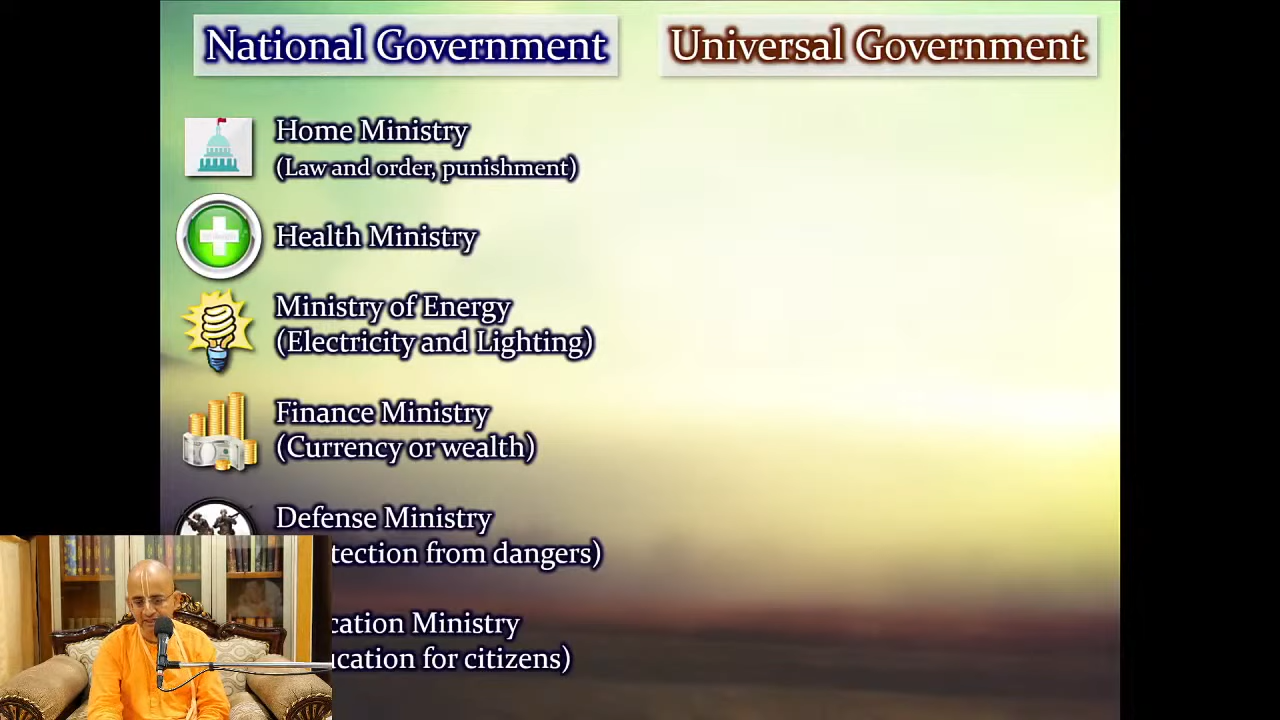 National Government
Universal Government
Home Ministry
(Law and order, punishment)
Health Ministry
Ministry of Energy
(Electricity and Lighting)
Finance Ministry
(Currency or wealth)
Defense Ministry
tection from dangers)
cation Ministry
ucation for citizens)